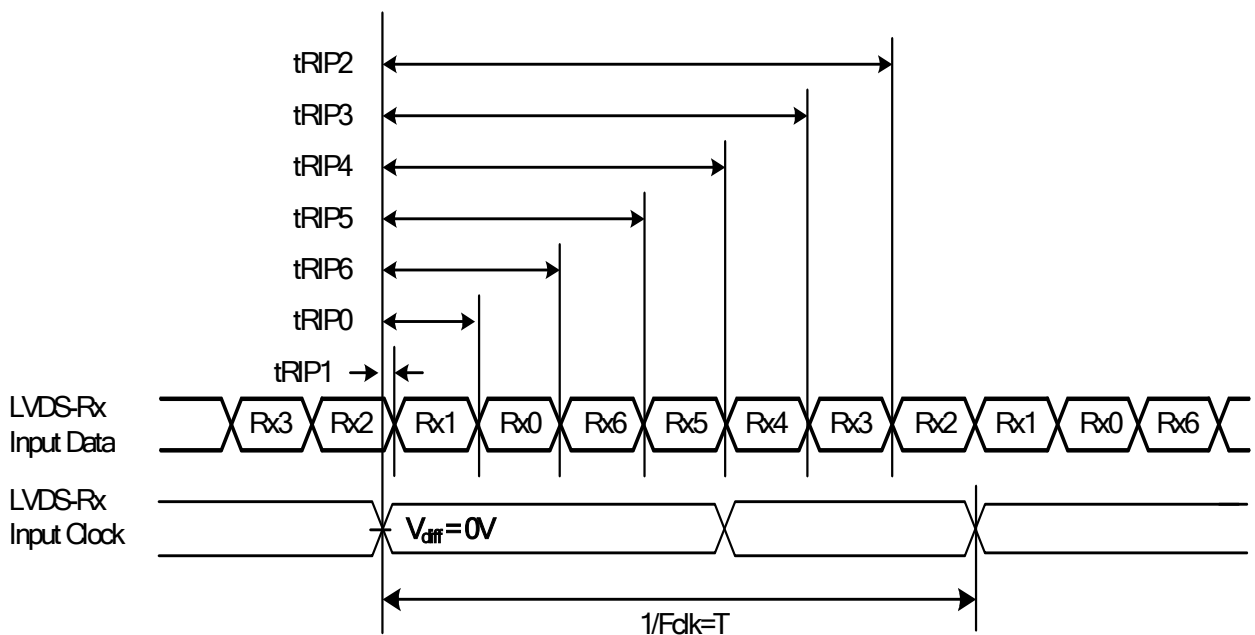 tRIP2
tRIP3
tRIP4
tRIP5
tRIP6
tRIP0
tRIP1
LVDS-Rx
Input Data
Rx3 Rx2 Rx1 Rx0 Rx6 Rx5 Rx4 Rx3 Rx2 Rx1 Rx0 Rx6
LVDS-Rx
Input Clock
Vdiff = 0V
1/Fclk=T